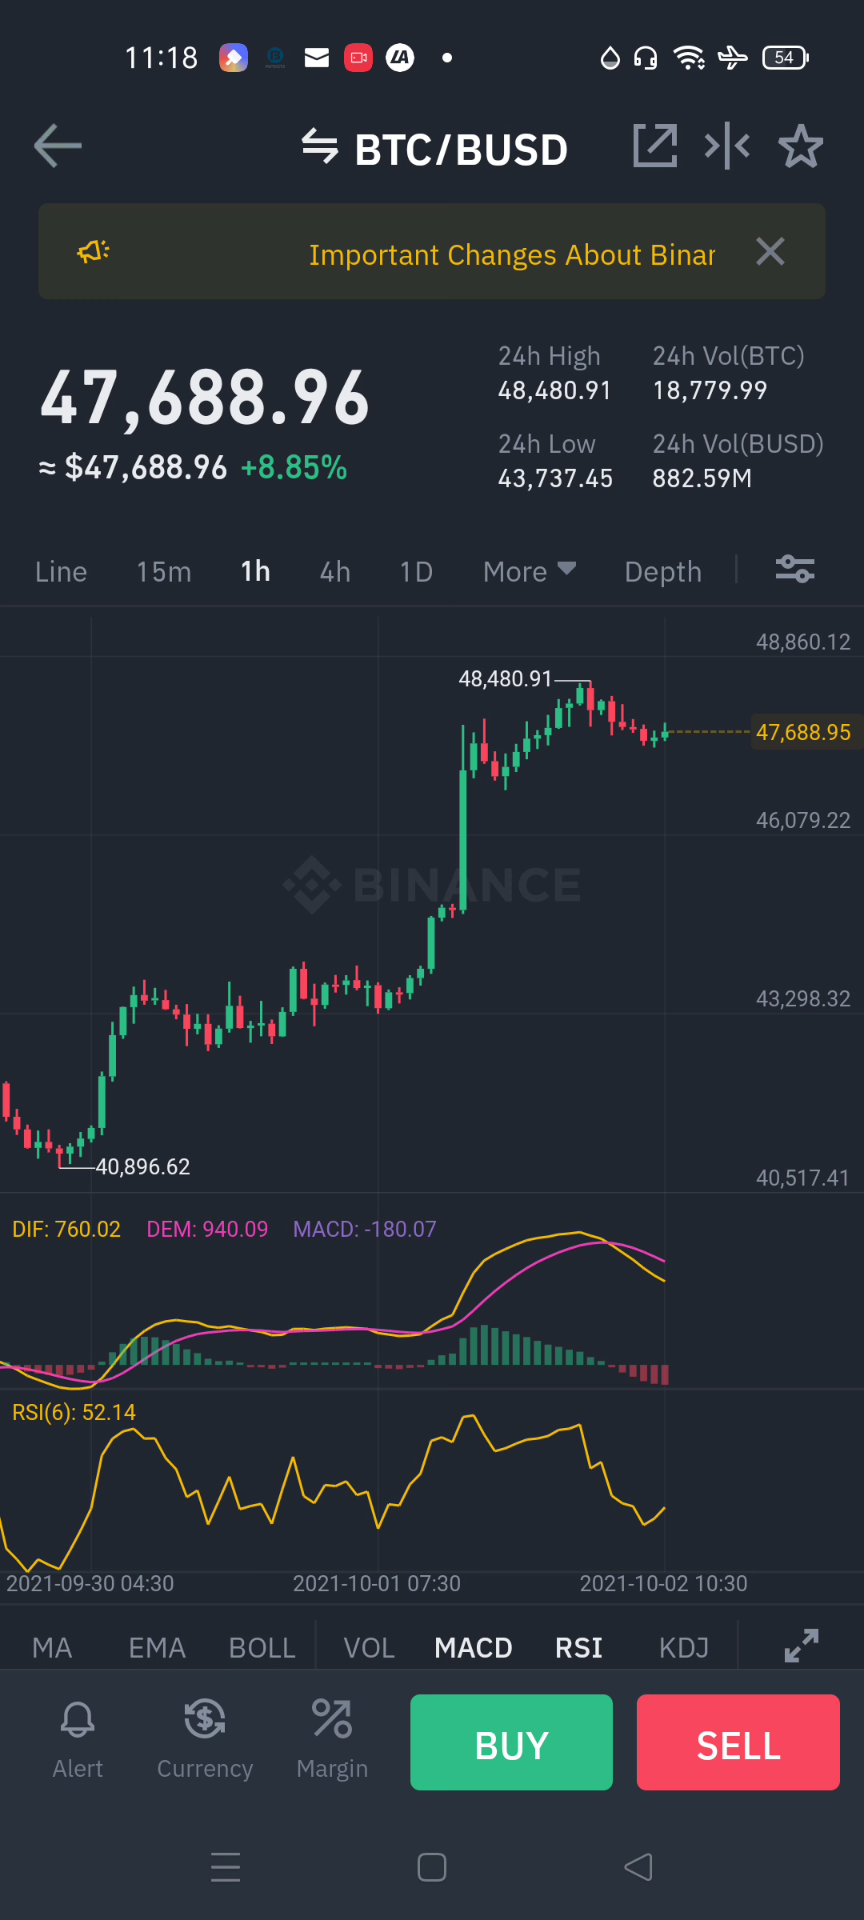 11:18
54
BTC/BUSD
Important Changes About Binar
47,688.96
≈ $47,688.96 +8.85%
24h High
48,480.91
24h Vol(BTC)
18,779.99
24h Low
43,737.45
24h Vol(BUSD)
882.59M
Line 15m 1h 4h 1D More Depth
48,860.12
48,480.91
47,688.95
46,079.22
BINANCE
43,298.32
40,896.62
40,517.41
DIF: 760.02 DEM: 940.09 MACD: -180.07
RSI(6): 52.14
2021-09-30 04:30 2021-10-01 07:30 2021-10-02 10:30
MA EMA BOLL VOL MACD RSI KDJ
Alert Currency Margin
BUY
SELL